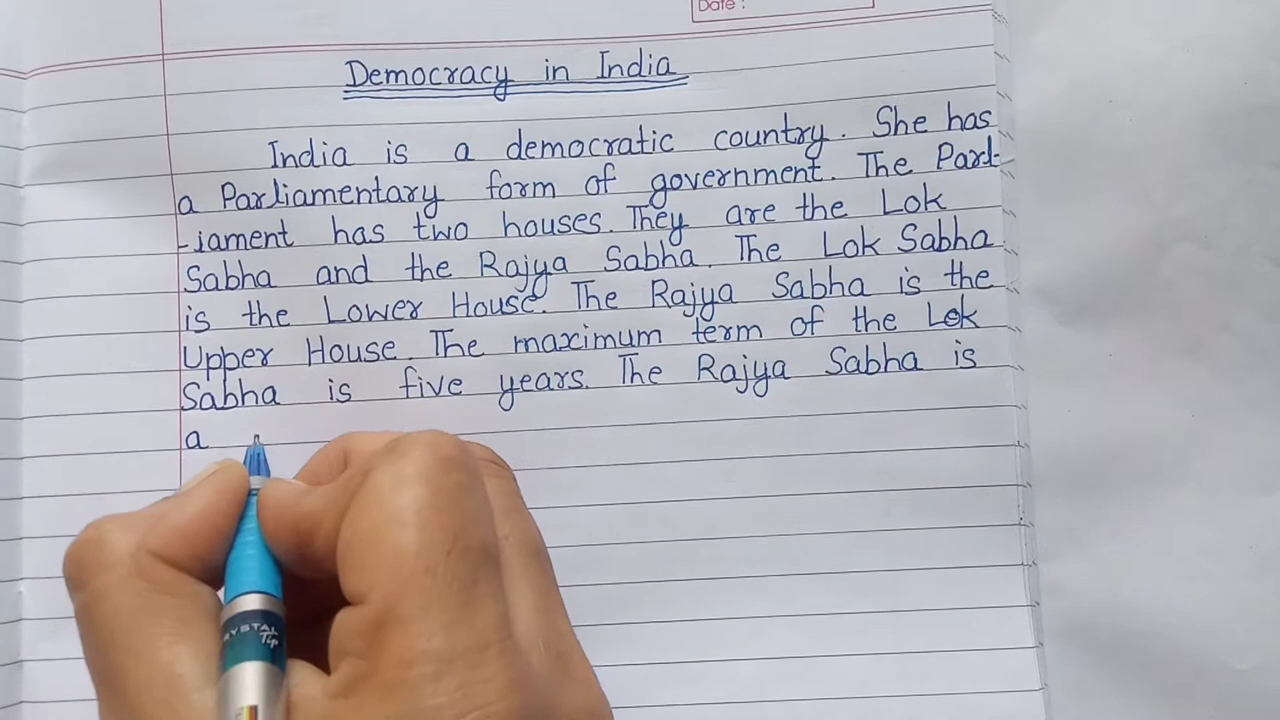 Date :
Democracy in India
India is a democratic country. She has
a Parliamentary form of government. The Parl-
-iament has two houses. They are the Lok
Sabha and the Rajya Sabha. The Lok Sabha
is the Lower House. The Rajya Sabha is the
Upper House. The maximum term of the Lok
Sabha is five years. The Rajya Sabha is
a
Tip